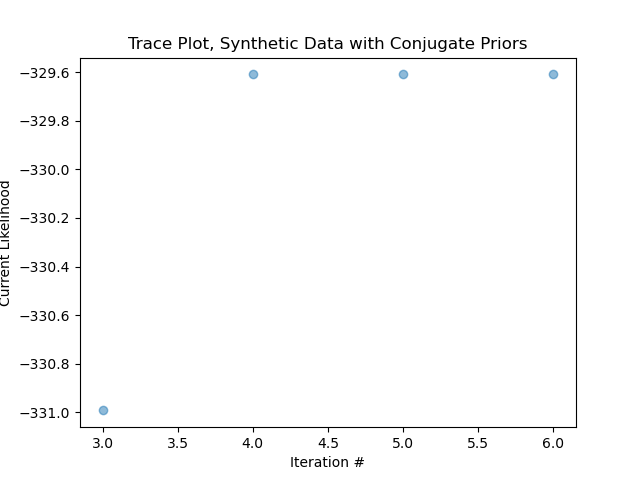 Trace Plot, Synthetic Data with Conjugate Priors
−329.6
−329.8
−330.0
−330.2
−330.4
−330.6
−330.8
−331.0
Current Likelihood
3.0 3.5 4.0 4.5 5.0 5.5 6.0
Iteration #